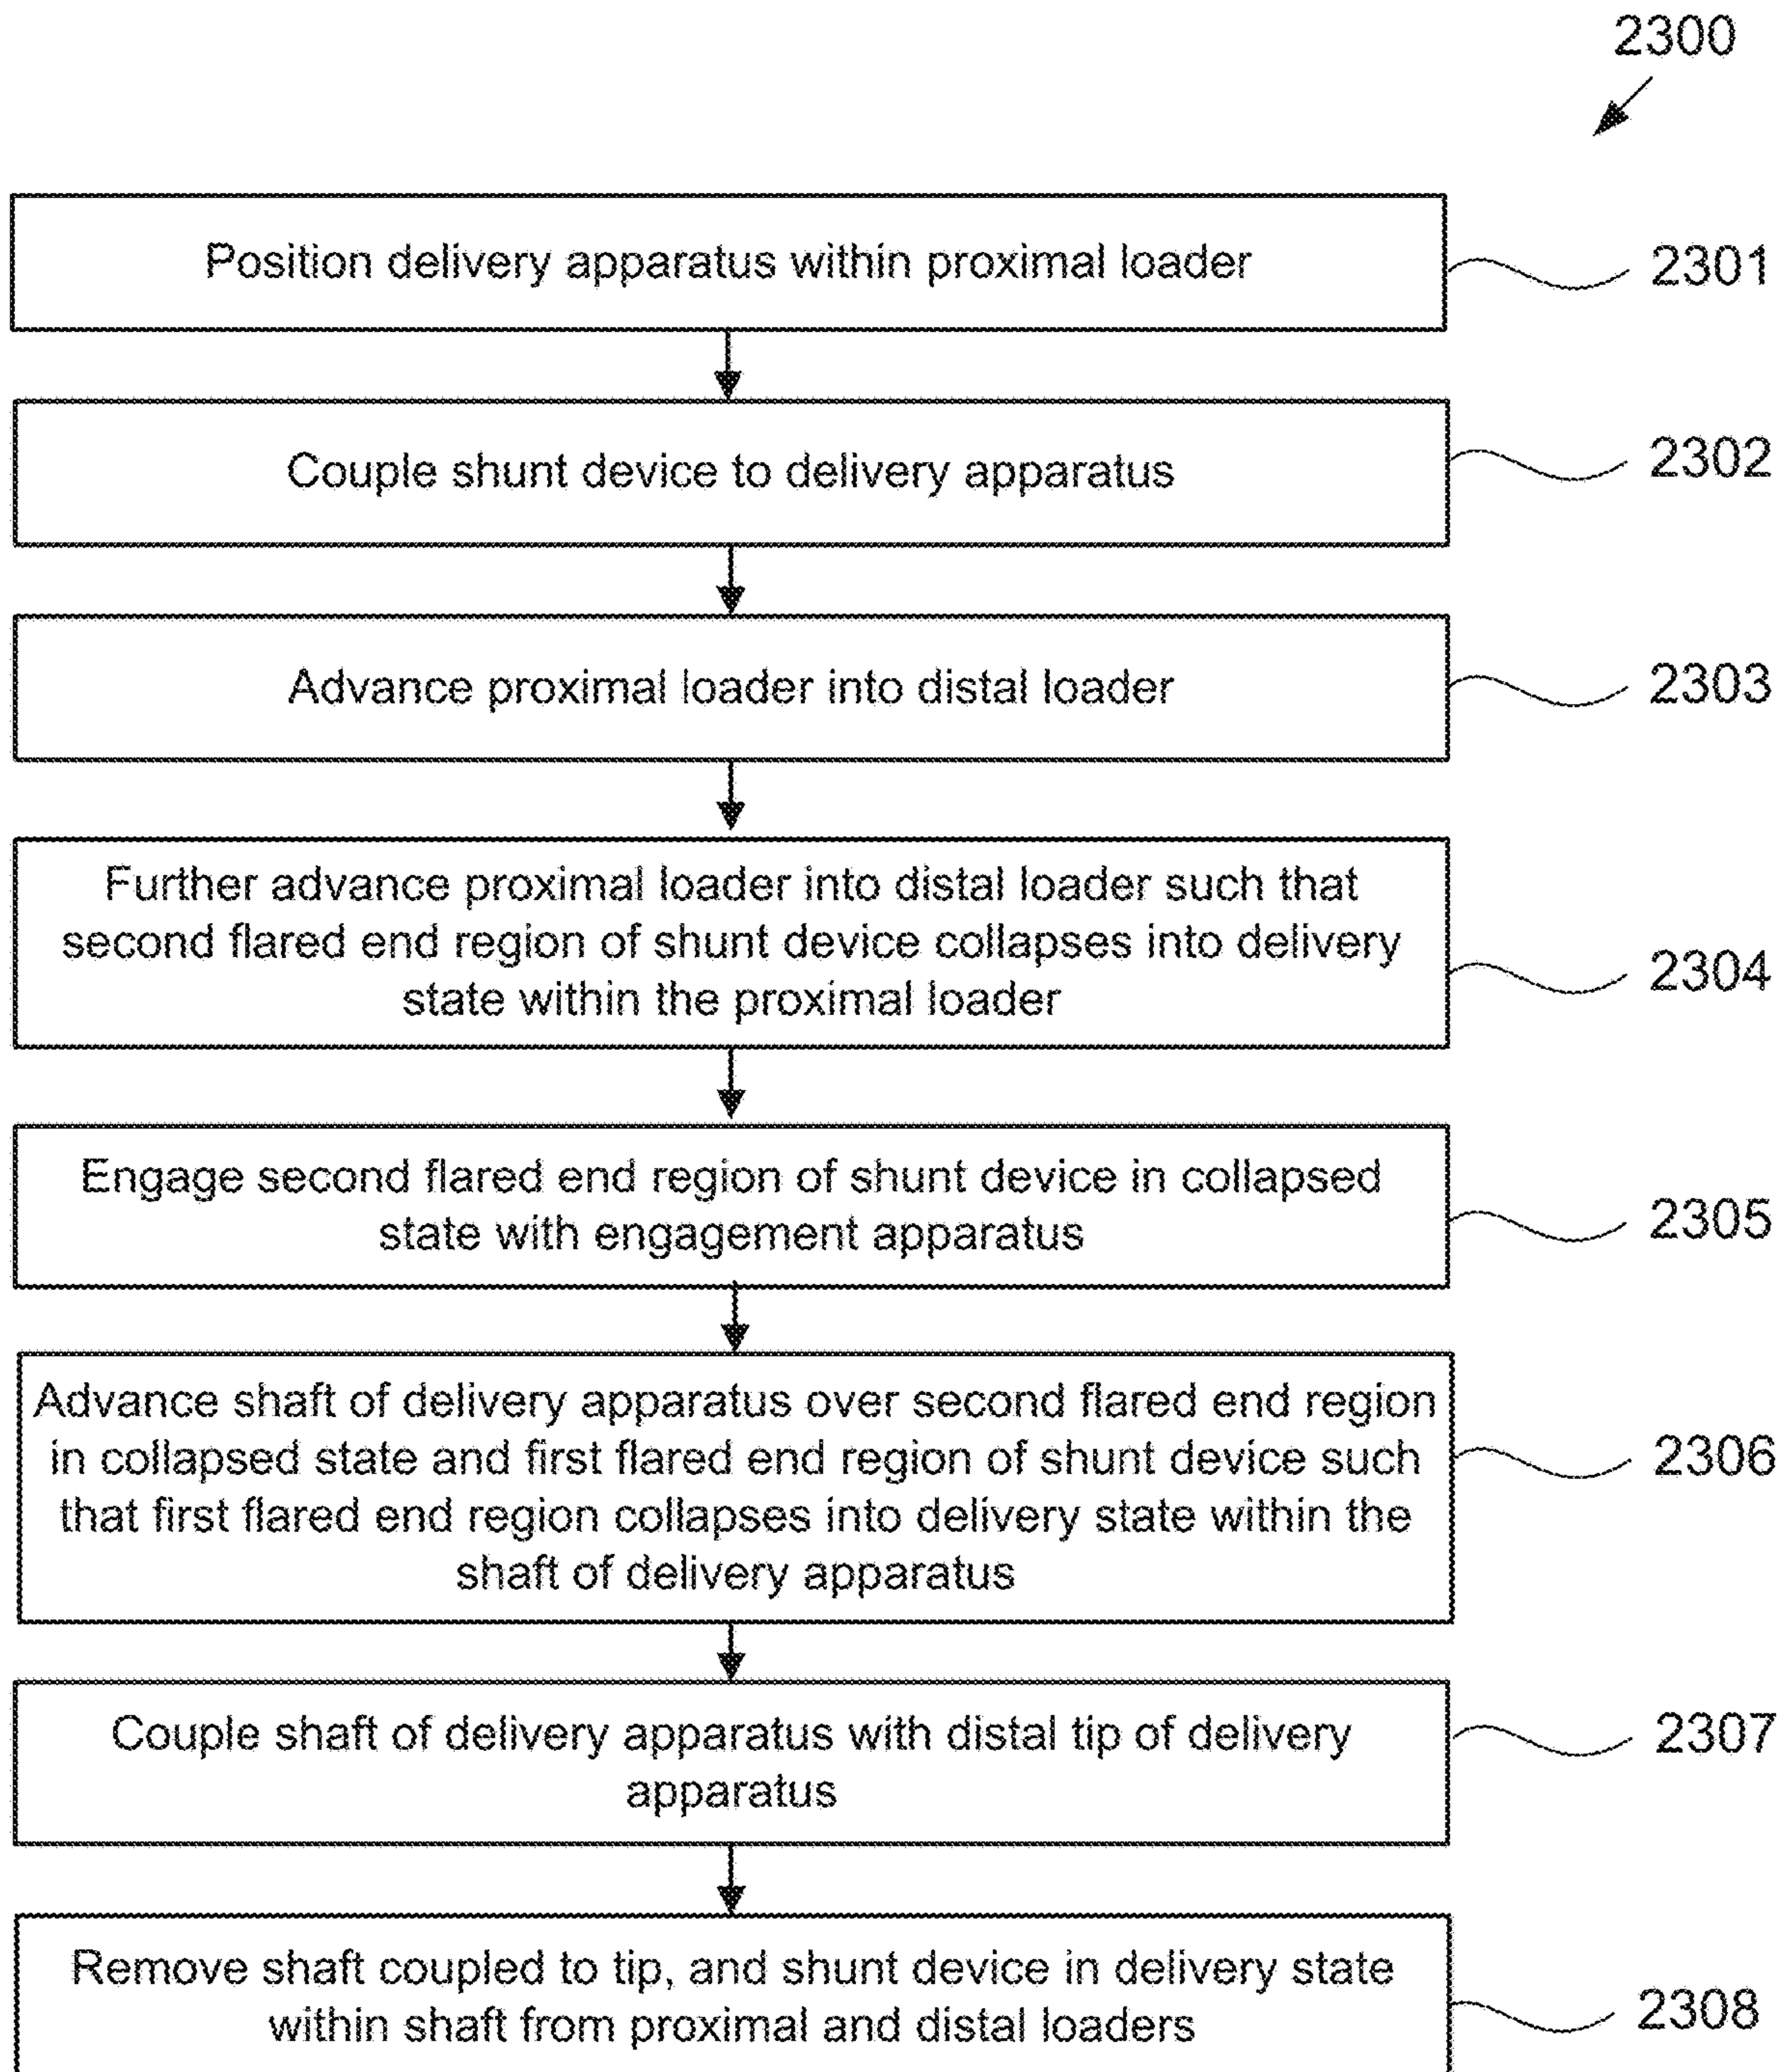 2300
Position delivery apparatus within proximal loader
2301
Couple shunt device to delivery apparatus
2302
Advance proximal loader into distal loader
2303
Further advance proximal loader into distal loader such that
second flared end region of shunt device collapses into delivery
state within the proximal loader
2304
Engage second flared end region of shunt device in collapsed
state with engagement apparatus
2305
Advance shaft of delivery apparatus over second flared end region
in collapsed state and first flared end region of shunt device such
that first flared end region collapses into delivery state within the
shaft of delivery apparatus
2306
Couple shaft of delivery apparatus with distal tip of delivery
apparatus
2307
Remove shaft coupled to tip, and shunt device in delivery state
within shaft from proximal and distal loaders
2308